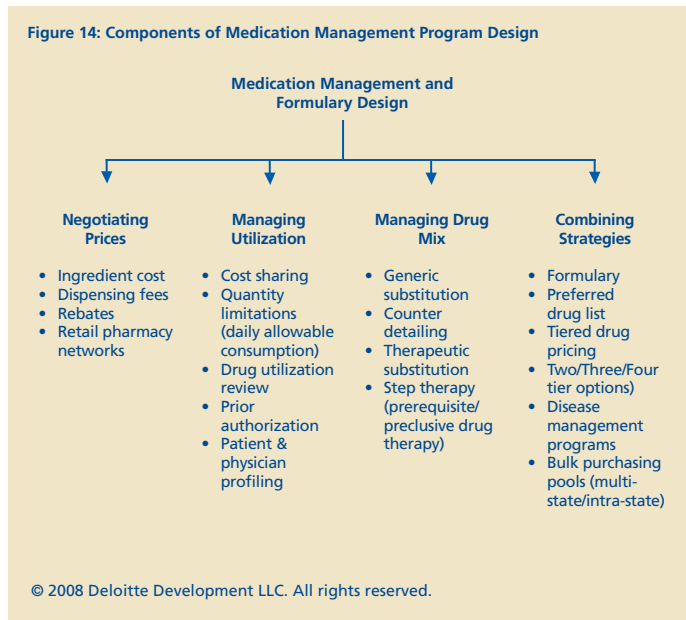 Figure 14: Components of Medication Management Program Design
Medication Management and
Formulary Design
Negotiating
Prices
• Ingredient cost
• Dispensing fees
• Rebates
• Retail pharmacy
networks
Managing
Utilization
• Cost sharing
• Quantity
limitations
(daily allowable
consumption)
• Drug utilization
review
• Prior
authorization
• Patient &
physician
profiling
Managing Drug
Mix
• Generic
substitution
• Counter
detailing
• Therapeutic
substitution
• Step therapy
(prerequisite/
preclusive drug
therapy)
Combining
Strategies
• Formulary
• Preferred
drug list
• Tiered drug
pricing
• Two/Three/Four
tier options)
• Disease
management
programs
• Bulk purchasing
pools (multi-
state/intra-state)
© 2008 Deloitte Development LLC. All rights reserved.